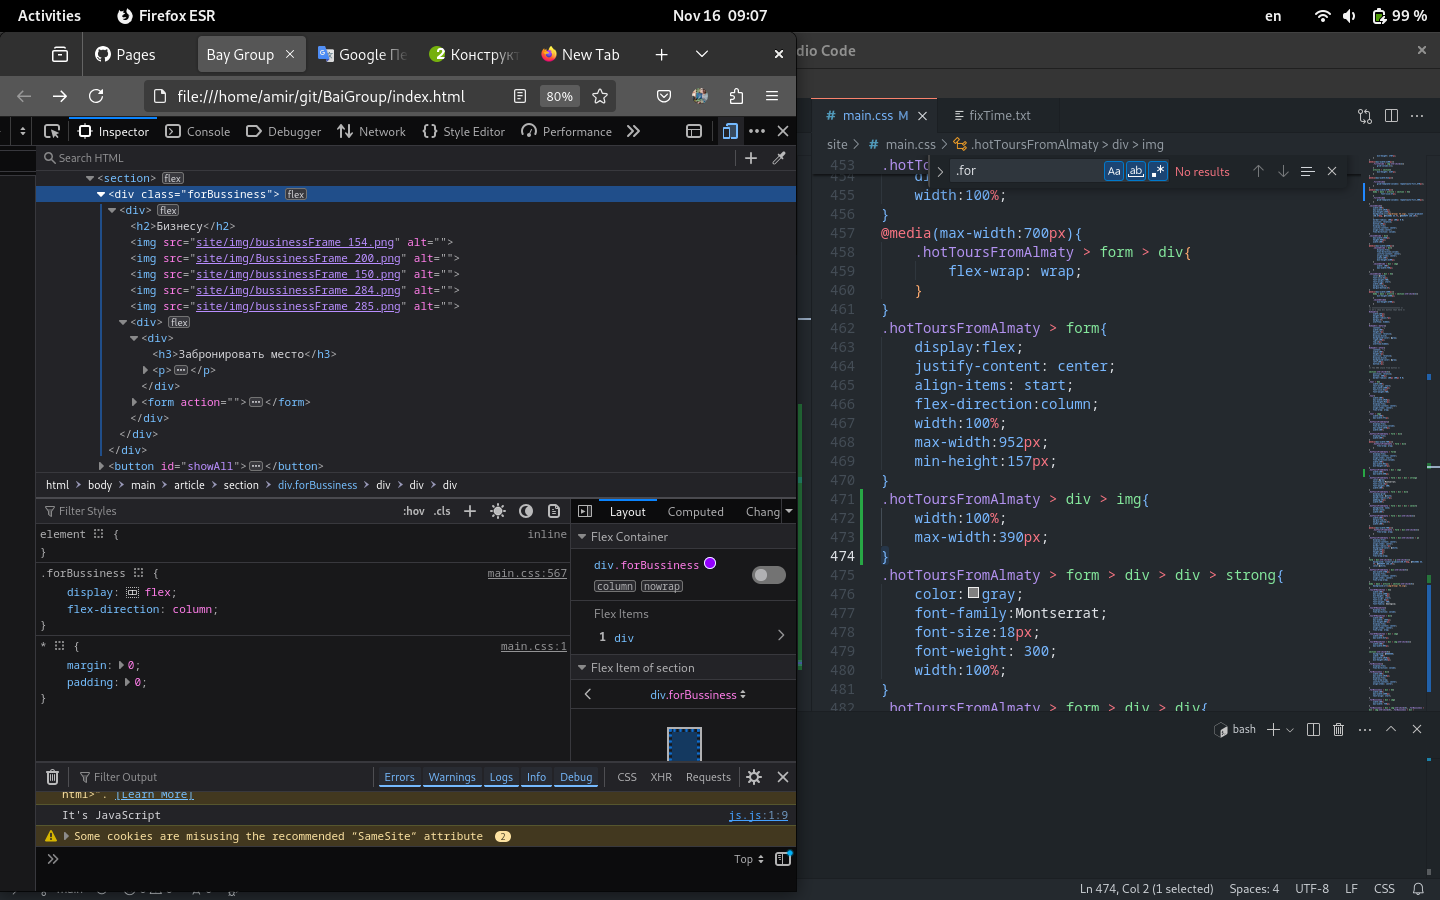 Activities
Firefox ESR
Nov 16 09:07
en
99 %
Pages
Bay Group
Google Пе
Конструкт
New Tab
file:///home/amir/git/BaiGroup/index.html
80%
Inspector
Console
Debugger
Network
Style Editor
Performance
Search HTML
<section> flex
<div class="forBussiness"> flex
<div> flex
<h2>Бизнесу</h2>
<img src="site/img/businessFrame 154.png" alt="">
<img src="site/img/BussinessFrame 200.png" alt="">
<img src="site/img/bussinessFrame 150.png" alt="">
<img src="site/img/bussinessFrame 284.png" alt="">
<img src="site/img/bussinessFrame 285.png" alt="">
<div> flex
<div>
<h3>Забронировать место</h3>
<p> ••• </p>
</div>
<form action=""> ••• </form>
</div>
</div>
</div>
<button id="showAll"> ••• </button>
html > body > main > article > section > div.forBussiness > div > div > div
Filter Styles
:hov .cls
element {
inline
}
.forBussiness {
main.css:567
display: flex;
flex-direction: column;
}
* {
main.css:1
margin: 0;
padding: 0;
}
Layout
Computed
Chang
Flex Container
div.forBussiness
column nowrap
Flex Items
1 div
Flex Item of section
div.forBussiness
Filter Output
Errors
Warnings
Logs
Info
Debug
CSS
XHR
Requests
html>". [Learn More]
It's JavaScript
js.js:1:9
Some cookies are misusing the recommended "SameSite" attribute 2
Top
dio Code
# main.css M
fixTime.txt
site > # main.css > .hotToursFromAlmaty > div > img
.for
Aa ab .*
No results
453 .hotT
454 di
455 width:100%;
456 }
457 @media(max-width:700px){
458 .hotToursFromAlmaty > form > div{
459 flex-wrap: wrap;
460 }
461 }
462 .hotToursFromAlmaty > form{
463 display:flex;
464 justify-content: center;
465 align-items: start;
466 flex-direction:column;
467 width:100%;
468 max-width:952px;
469 min-height:157px;
470 }
471 .hotToursFromAlmaty > div > img{
472 width:100%;
473 max-width:390px;
474 }
475 .hotToursFromAlmaty > form > div > div > strong{
476 color:gray;
477 font-family:Montserrat;
478 font-size:18px;
479 font-weight: 300;
480 width:100%;
481 }
482 .hotToursFromAlmaty > form > div > div{
bash
Ln 474, Col 2 (1 selected)
Spaces: 4
UTF-8
LF
CSS